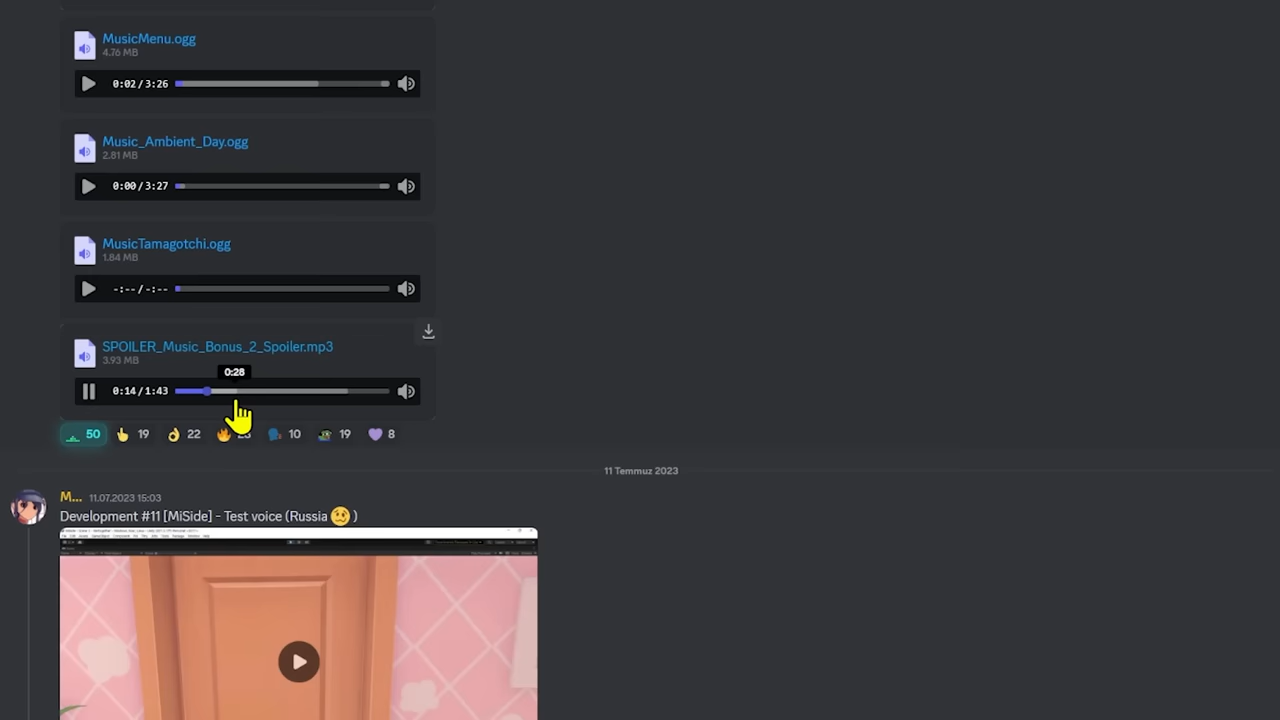 MusicMenu.ogg
4.76 MB
0:02/3:26
Music_Ambient_Day.ogg
2.81 MB
0:00/3:27
MusicTamagotchi.ogg
1.84 MB
-:--/-:--
SPOILER_Music_Bonus_2_Spoiler.mp3
3.93 MB
0:28
0:14/1:43
50 19 22 10 19 8
11 Temmuz 2023
M... 11.07.2023 15:03
Development #11 [MiSide] - Test voice (Russia 🥴 )